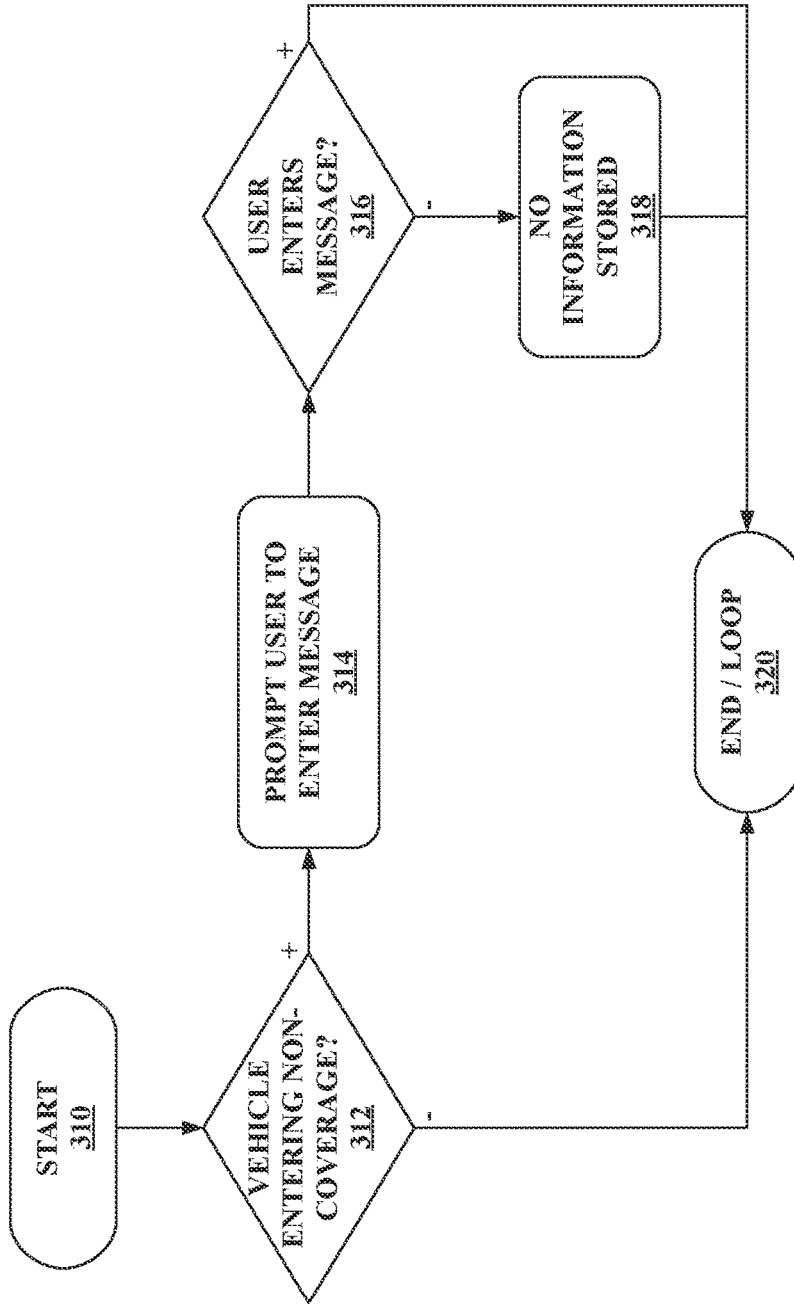 START
310
VEHICLE
ENTERING NON-
COVERAGE?
312
+
-
PROMPT USER TO
ENTER MESSAGE
314
USER
ENTERS
MESSAGE?
316
+
-
NO
INFORMATION
STORED
318
END / LOOP
320